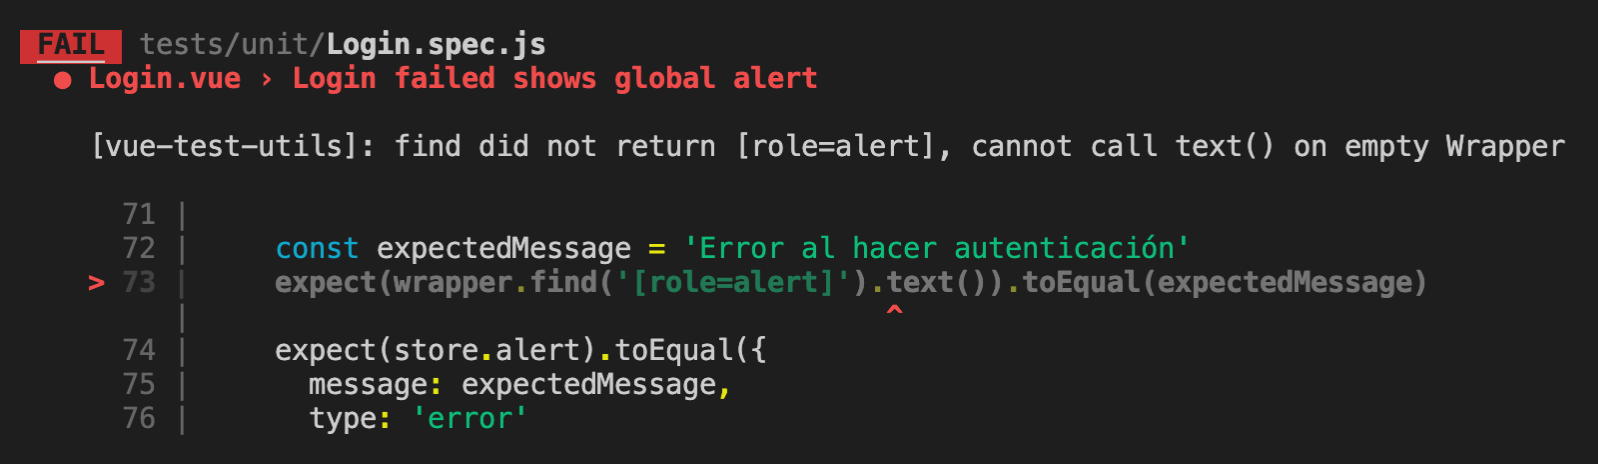 FAIL tests/unit/Login.spec.js
● Login.vue › Login failed shows global alert
[vue-test-utils]: find did not return [role=alert], cannot call text() on empty Wrapper
71 |
72 | const expectedMessage = 'Error al hacer autenticación'
> 73 | expect(wrapper.find('[role=alert]').text()).toEqual(expectedMessage)
| ^
74 | expect(store.alert).toEqual({
75 | message: expectedMessage,
76 | type: 'error'